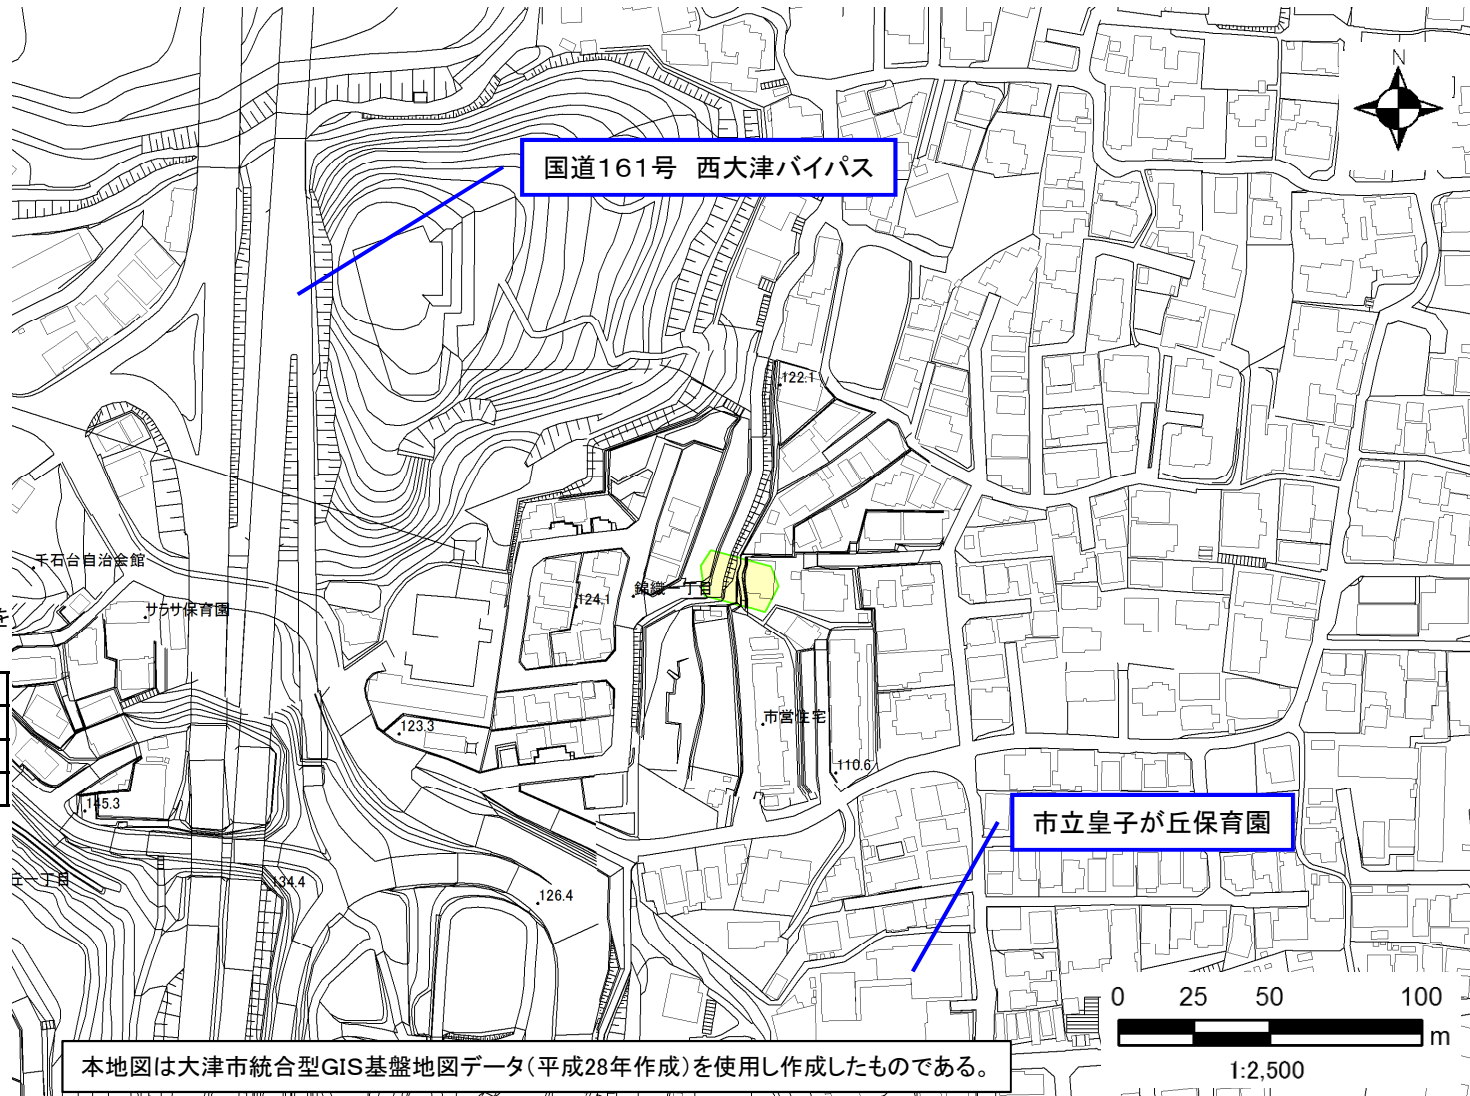 N
国道161号 西大津バイパス
122.1
千石台自治会館
サラサ保育園
錦織一丁目
124.1
市営住宅
123.3
110.6
145.3
市立皇子が丘保育園
134.4
丘一丁目
126.4
0 25 50 100
m
1:2,500
本地図は大津市統合型GIS基盤地図データ(平成28年作成)を使用し作成したものである。